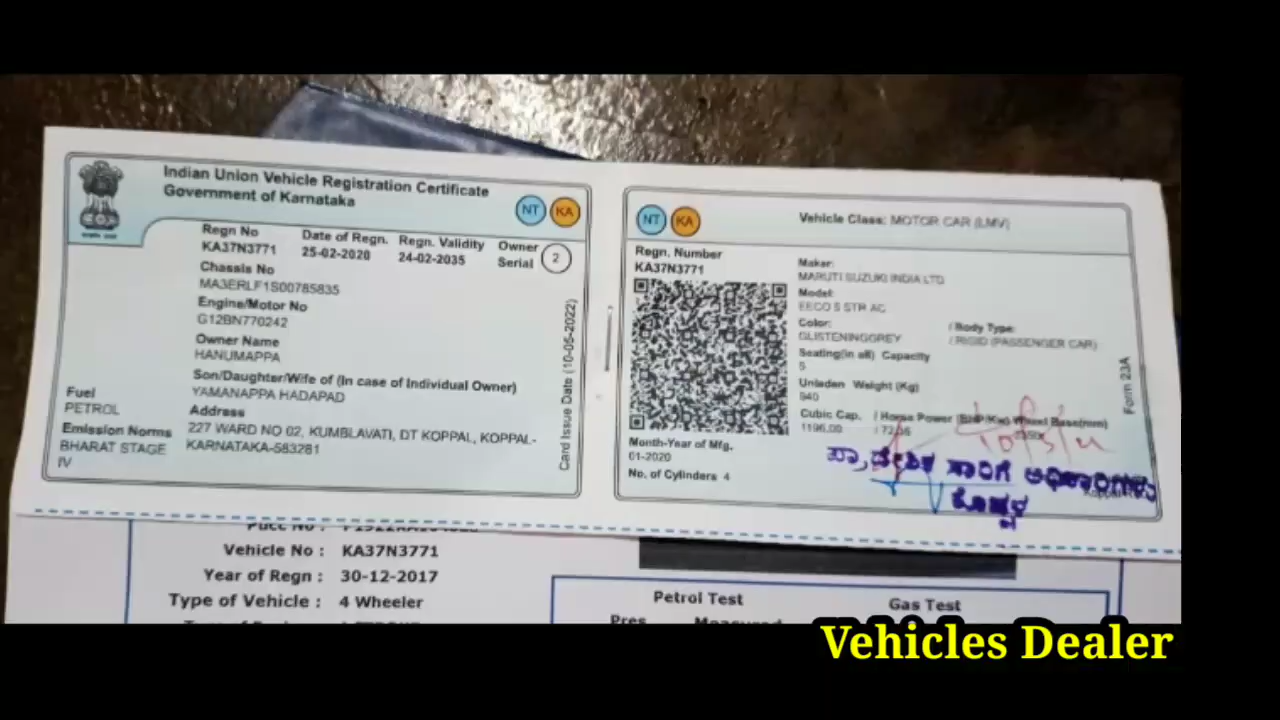 Indian Union Vehicle Registration Certificate
Government of Karnataka
NT KA
Regn No Date of Regn. Regn. Validity Owner Serial 2
KA37N3771 25-02-2020 24-02-2035
Chassis No
MA3ERLF1S00785835
Engine/Motor No
G12BN770242
Owner Name
HANUMAPPA
Son/Daughter/Wife of (In case of Individual Owner)
YAMANAPPA HADAPAD
Fuel
PETROL
Address
227 WARD NO 02, KUMBLAVATI, DT KOPPAL, KOPPAL-
KARNATAKA-583281
Emission Norms
BHARAT STAGE
IV
Card Issue Date (10-05-2022)
NT KA
Vehicle Class: MOTOR CAR (LMV)
Regn. Number
KA37N3771
Maker:
MARUTI SUZUKI INDIA LTD
Model:
EECO 5 STR AC
Color: / Body Type:
GLISTENINGGREY / RIGID (PASSENGER CAR)
Seating(in all) Capacity
5
Unladen Weight (Kg)
940
Cubic Cap. / Horse Power Wheel Base(mm)
1196.00
Month-Year of Mfg.
01-2020
No. of Cylinders 4
Form 23A
Vehicle No : KA37N3771
Year of Regn : 30-12-2017
Type of Vehicle : 4 Wheeler
Petrol Test Gas Test
Vehicles Dealer